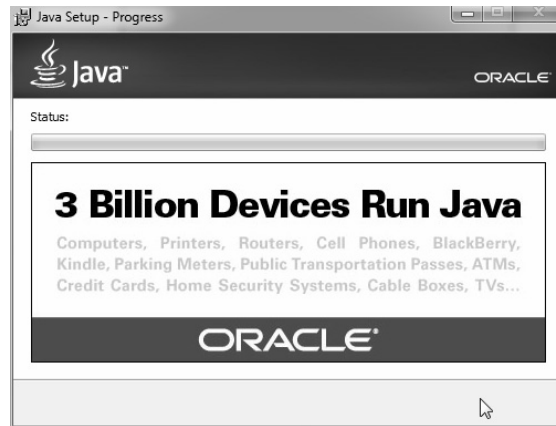 Java Setup - Progress
Java™
ORACLE
Status:
3 Billion Devices Run Java
Computers, Printers, Routers, Cell Phones, BlackBerry,
Kindle, Parking Meters, Public Transportation Passes, ATMs,
Credit Cards, Home Security Systems, Cable Boxes, TVs...
ORACLE®